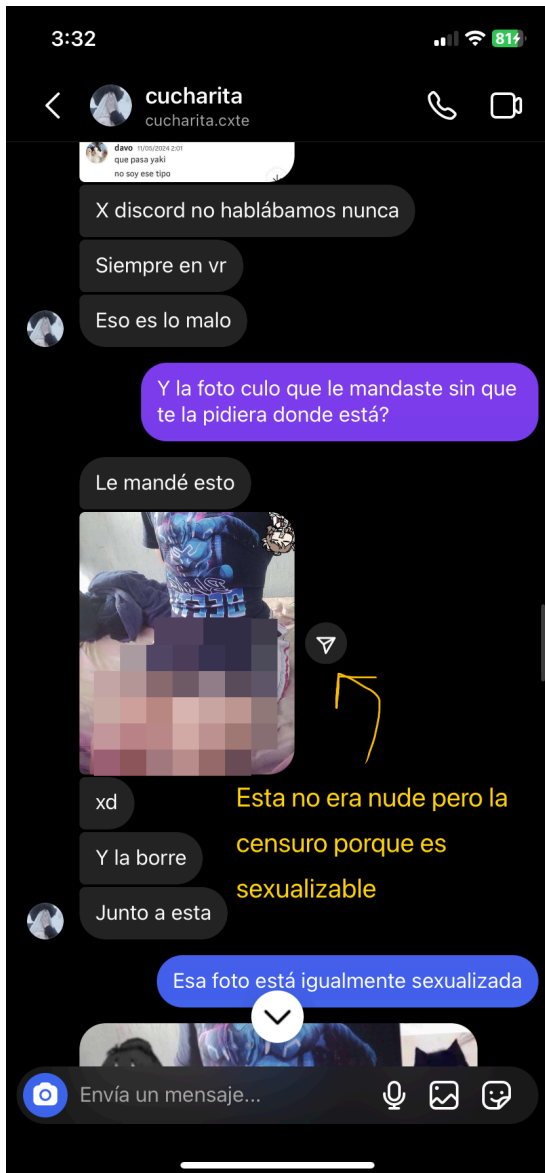 3:32
81
cucharita
cucharita.cxte
davo 11/05/2024 2:01
que pasa yaki
no soy ese tipo
X discord no hablábamos nunca
Siempre en vr
Eso es lo malo
Y la foto culo que le mandaste sin que
te la pidiera donde está?
Le mandé esto
xd
Esta no era nude pero la
censuro porque es
sexualizable
Y la borre
Junto a esta
Esa foto está igualmente sexualizada
Envía un mensaje...